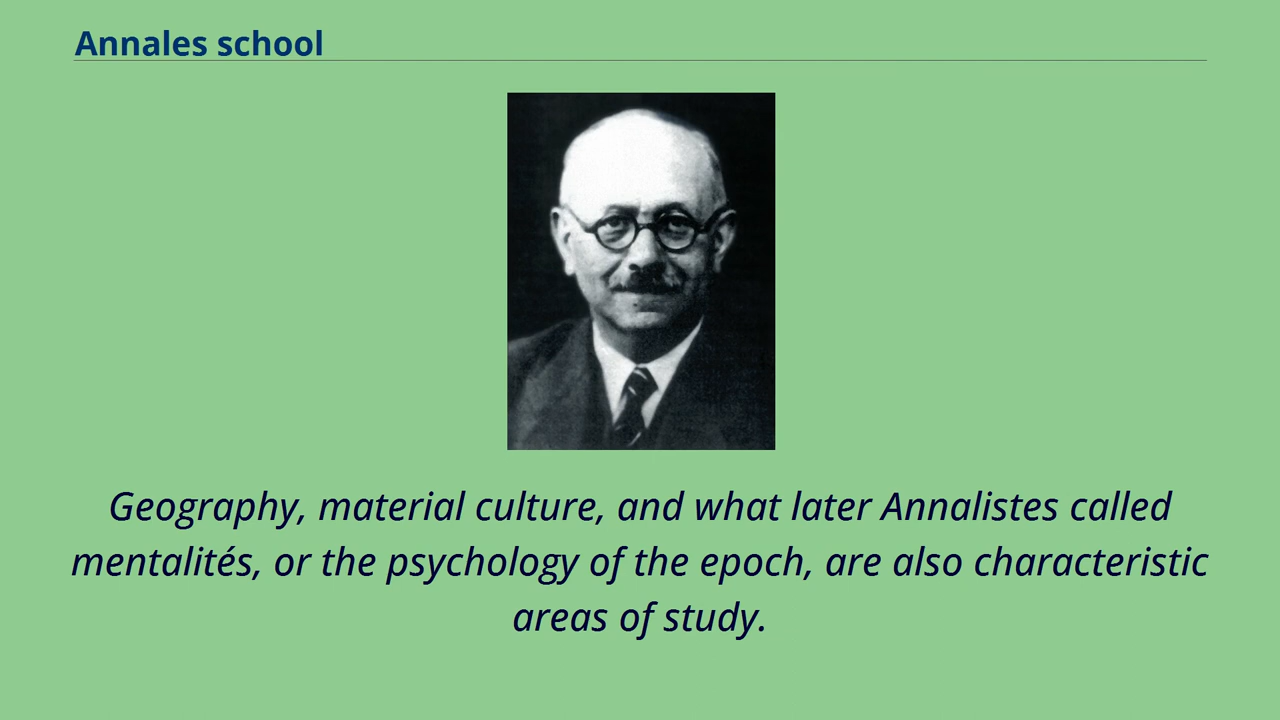 Annales school
Geography, material culture, and what later Annalistes called
mentalités, or the psychology of the epoch, are also characteristic
areas of study.